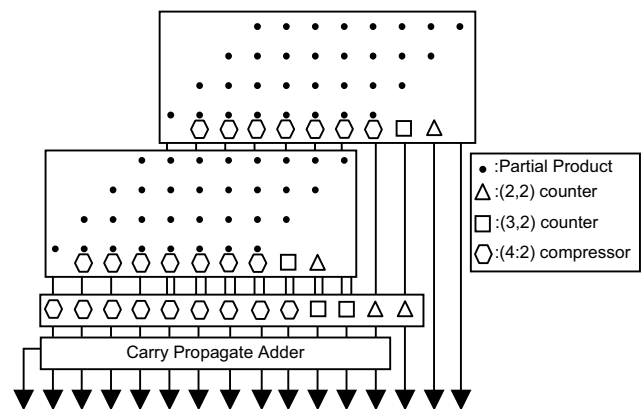 :Partial Product
:(2,2) counter
:(3,2) counter
:(4:2) compressor
Carry Propagate Adder